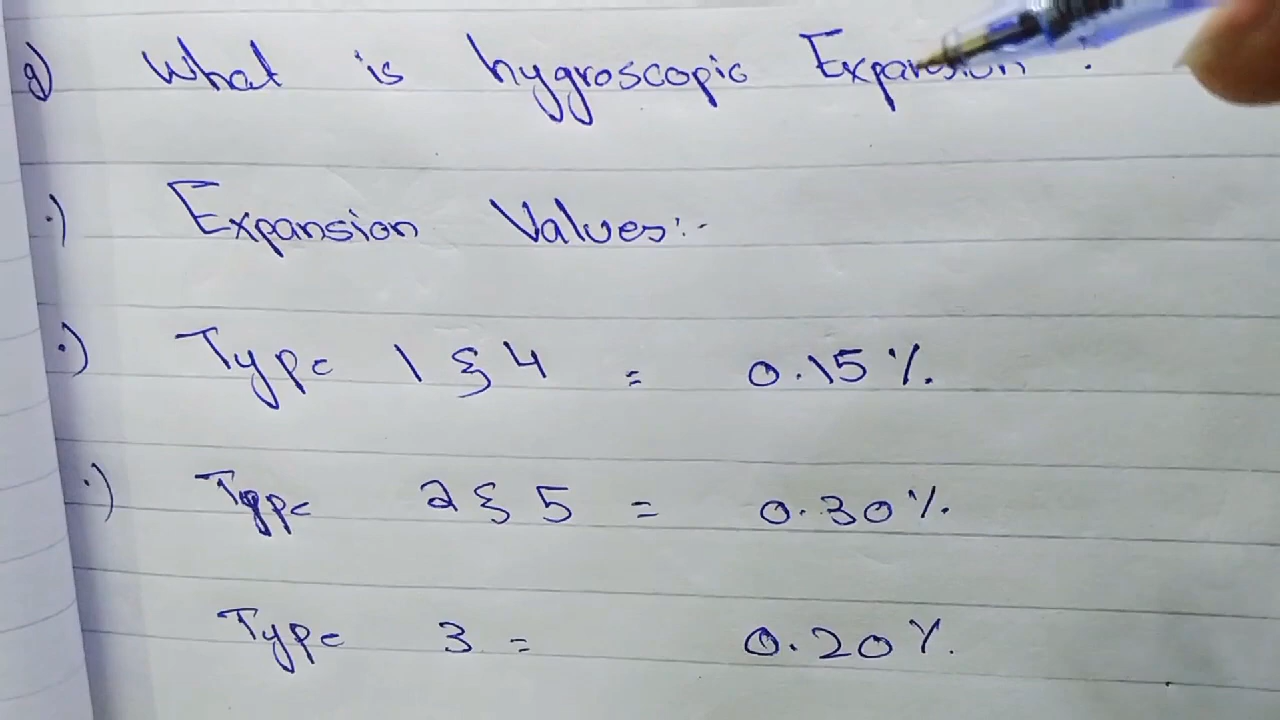 g) What is hygroscopic Expansion :
·) Expansion Values:-
·) Type 1 & 4 = 0.15%.
·) Type 2 & 5 = 0.30%.
Type 3 = 0.20%.